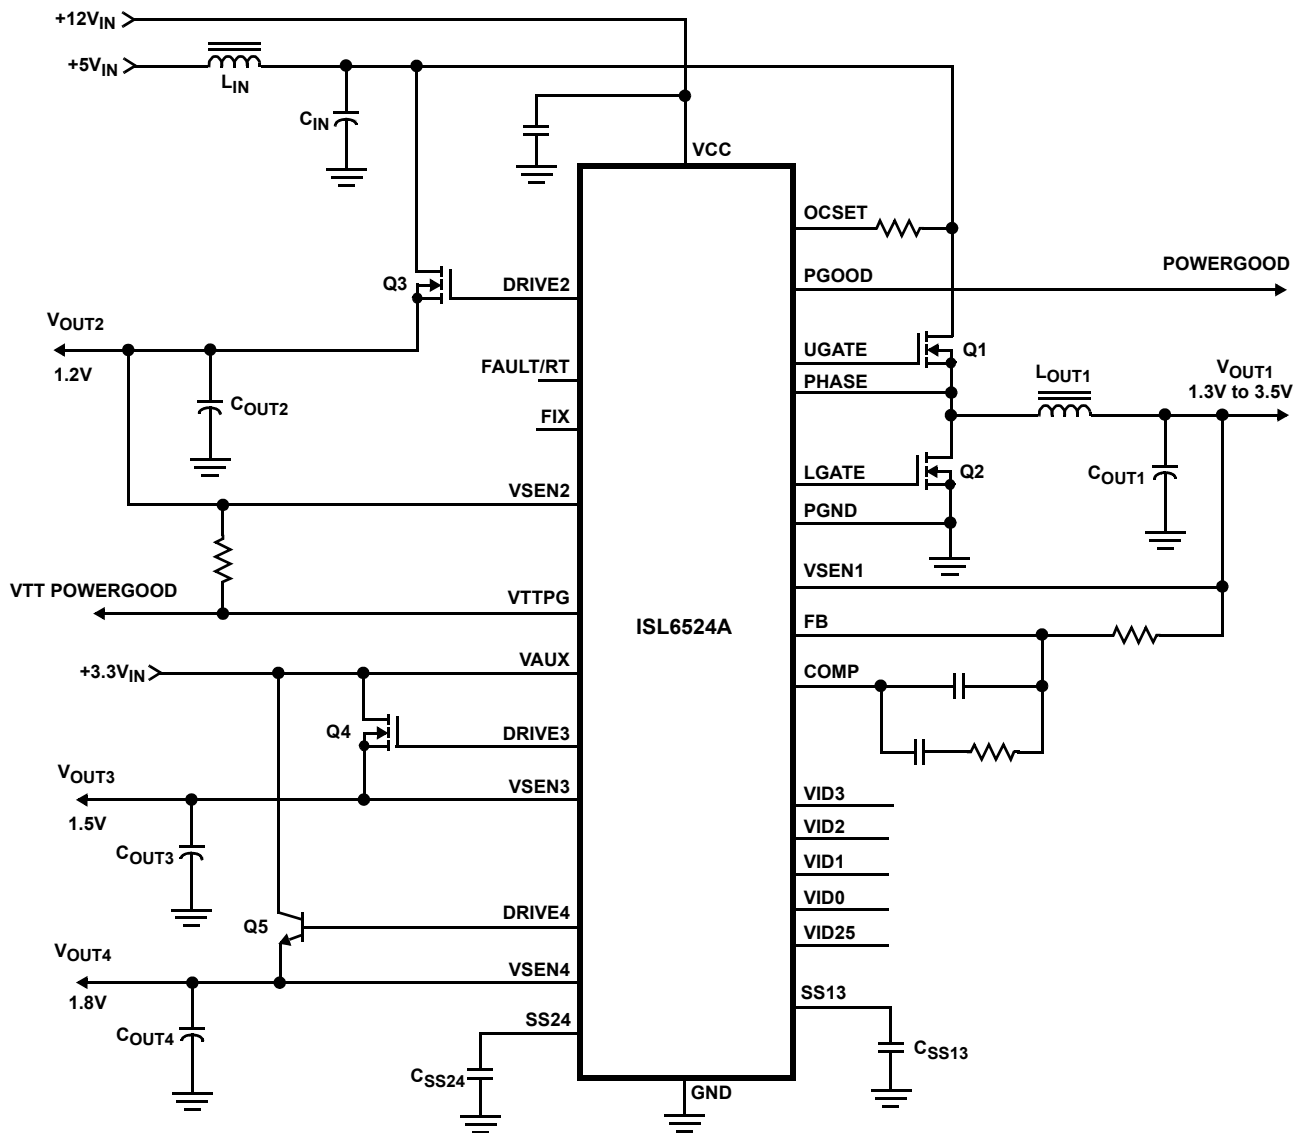 +12VIN
+5VIN
LIN
CIN
VCC
OCSET
PGOOD
POWERGOOD
Q3
DRIVE2
VOUT2
1.2V
COUT2
FAULT/RT
FIX
UGATE
Q1
PHASE
LOUT1
VOUT1
1.3V to 3.5V
LGATE
Q2
COUT1
PGND
VSEN2
VSEN1
VTT POWERGOOD
VTTPG
ISL6524A
FB
+3.3VIN
VAUX
COMP
Q4
DRIVE3
VOUT3
1.5V
VSEN3
COUT3
VID3
VID2
VID1
VID0
VID25
Q5
DRIVE4
VOUT4
1.8V
VSEN4
COUT4
SS24
CSS24
SS13
CSS13
GND